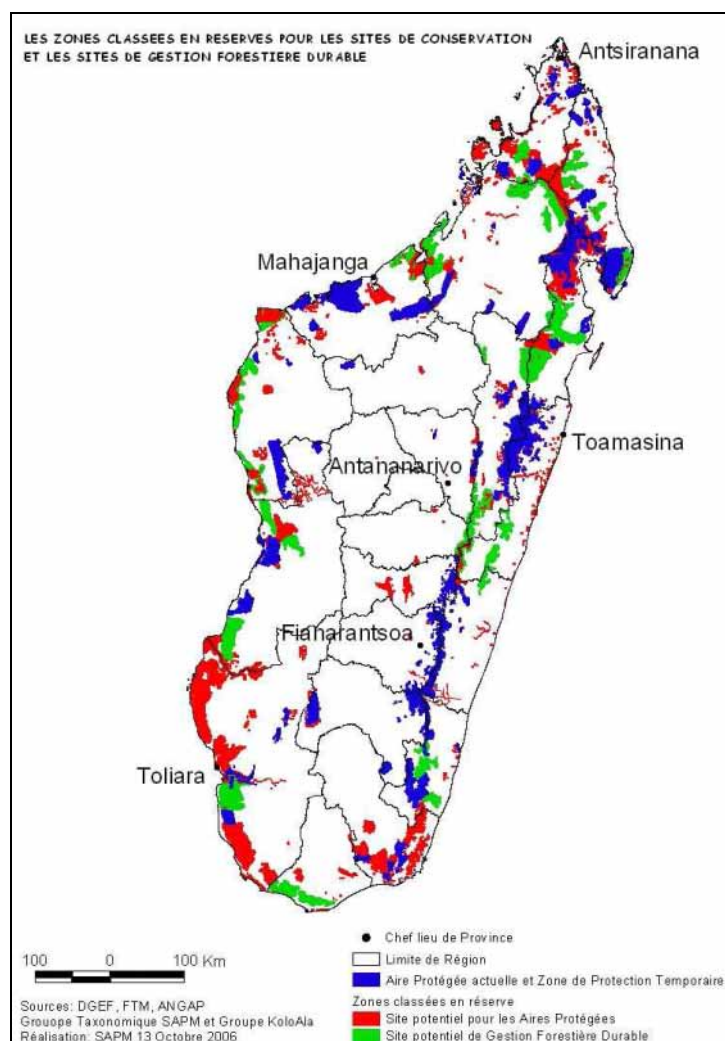 LES ZONES CLASSEES EN RESERVES POUR LES SITES DE CONSERVATION
ET LES SITES DE GESTION FORESTIERE DURABLE
Antsiranana
Mahajanga
Toamasina
Antananarivo
Fianarantsoa
Toliara
Chef lieu de Province
Limite de Région
Aire Protégée actuelle et Zone de Protection Temporaire
Zones classées en réserve
Site potentiel pour les Aires Protégées
Site potentiel de Gestion Forestière Durable
100 0 100 Km
Sources: DGEF, FTM, ANGAP
Grouope Taxonomique SAPM et Groupe KoloAla
Réalisation: SAPM 13 Octobre 2006